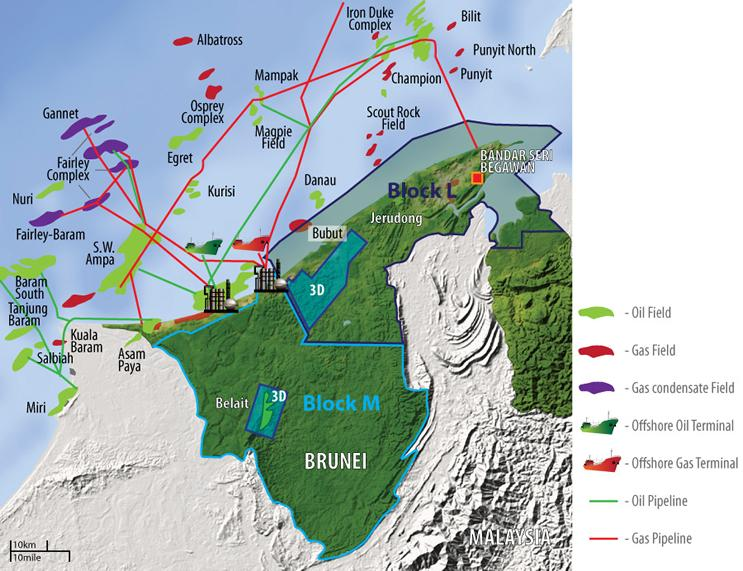 Iron Duke
Complex
Bilit
Albatross
Punyit North
Mampak
Champion
Punyit
Osprey
Complex
Gannet
Scout Rock
Field
Magpie
Field
Egret
Fairley
Complex
BANDAR SERI
BEGAWAN
Danau
Kurisi
Block L
Nuri
Jerudong
Fairley-Baram
Bubut
S.W.
Ampa
Baram
South
3D
Tanjung
Baram
- Oil Field
Kuala
Baram
- Gas Field
Salbiah
Asam
Paya
- Gas condensate Field
3D
Belait
Block M
Miri
- Offshore Oil Terminal
BRUNEI
- Offshore Gas Terminal
- Oil Pipeline
MALAYSIA
- Gas Pipeline
10km
10mile